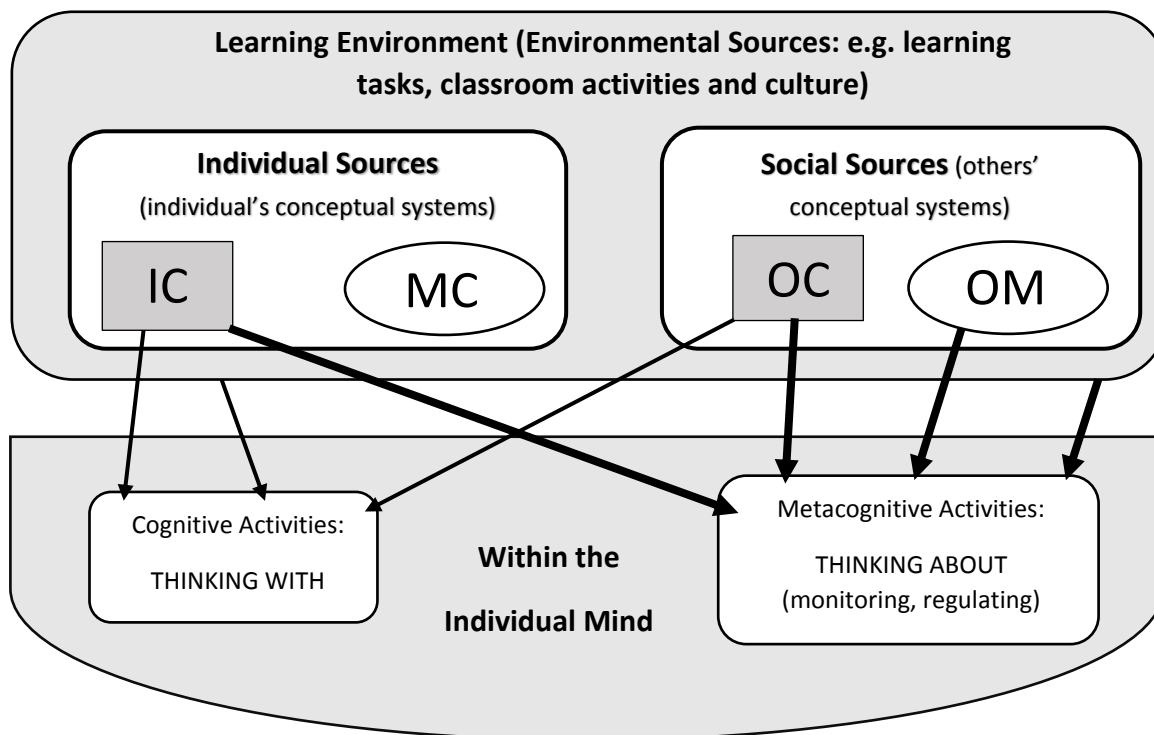 Learning Environment (Environmental Sources: e.g. learning
tasks, classroom activities and culture)
Individual Sources
(individual's conceptual systems)
IC
MC
Social Sources (others'
conceptual systems)
OC
OM
Cognitive Activities:
THINKING WITH
Within the
Individual Mind
Metacognitive Activities:
THINKING ABOUT
(monitoring, regulating)